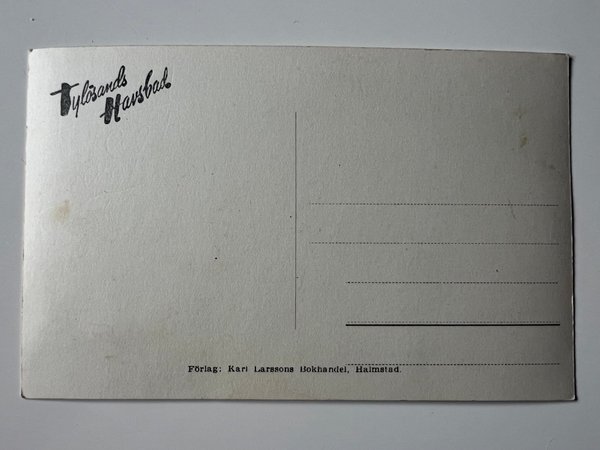 Tylösands
Havsbad
Förlag: Karl Larssons Bokhandel, Halmstad.